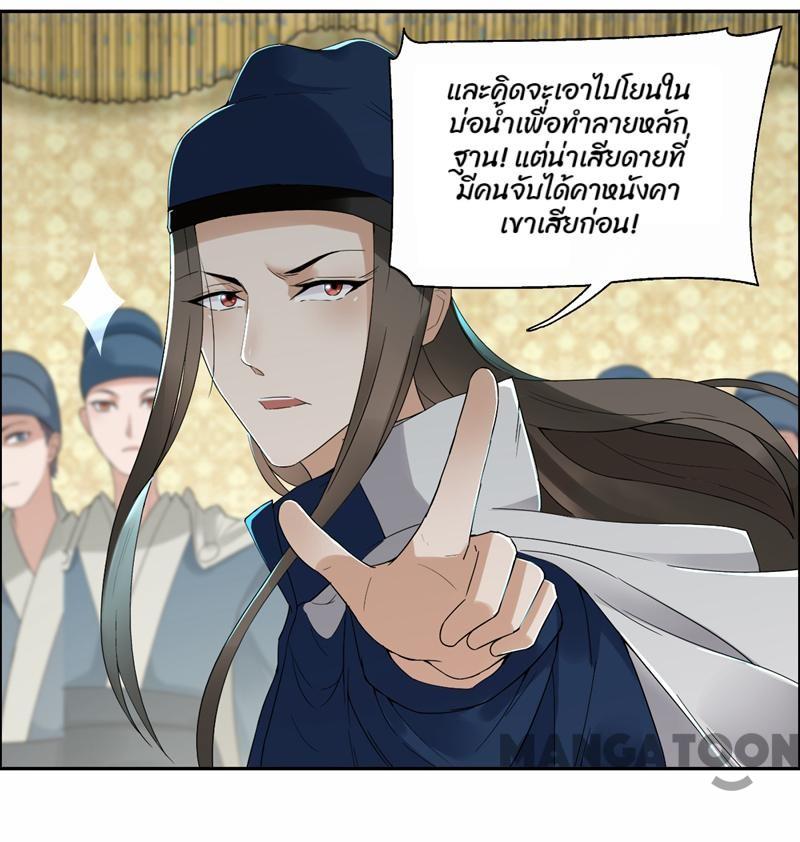 และคิดจะเอาไปโยนใน
บ่อน้ำเพื่อทำลายหลัก
ฐาน! แต่น่าเสียดายที่
มีคนจับได้คาหนังคา
เขาเสียก่อน!
MANGATOON